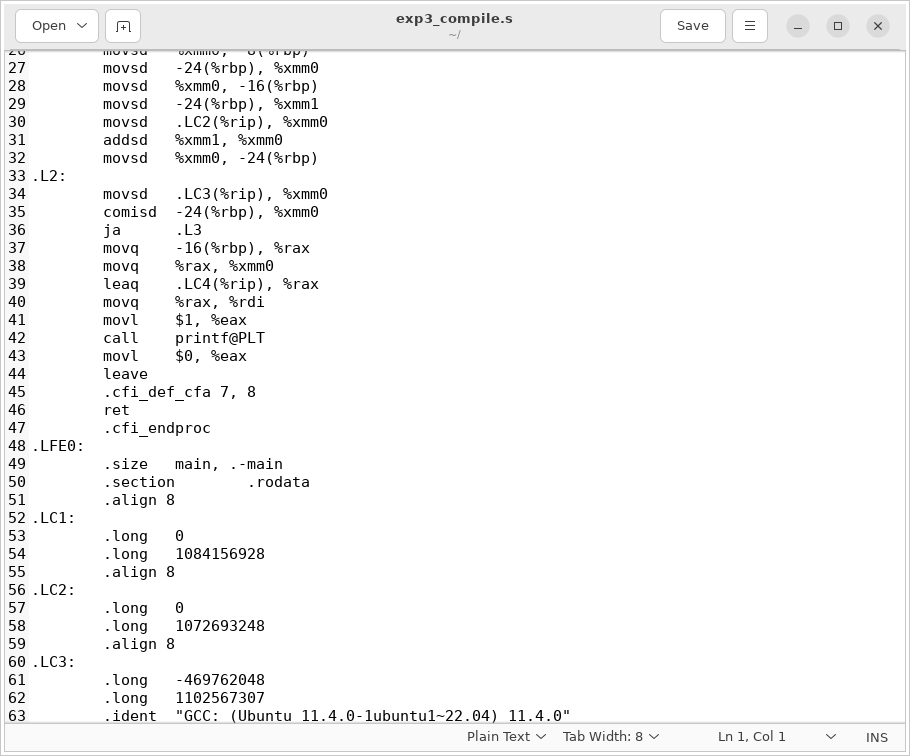 Open
exp3_compile.s
~/
Save
26 movsd %xmm0, -8(%rbp)
27 movsd -24(%rbp), %xmm0
28 movsd %xmm0, -16(%rbp)
29 movsd -24(%rbp), %xmm1
30 movsd .LC2(%rip), %xmm0
31 addsd %xmm1, %xmm0
32 movsd %xmm0, -24(%rbp)
33 .L2:
34 movsd .LC3(%rip), %xmm0
35 comisd -24(%rbp), %xmm0
36 ja .L3
37 movq -16(%rbp), %rax
38 movq %rax, %xmm0
39 leaq .LC4(%rip), %rax
40 movq %rax, %rdi
41 movl $1, %eax
42 call printf@PLT
43 movl $0, %eax
44 leave
45 .cfi_def_cfa 7, 8
46 ret
47 .cfi_endproc
48 .LFE0:
49 .size main, .-main
50 .section .rodata
51 .align 8
52 .LC1:
53 .long 0
54 .long 1084156928
55 .align 8
56 .LC2:
57 .long 0
58 .long 1072693248
59 .align 8
60 .LC3:
61 .long -469762048
62 .long 1102567307
63 .ident "GCC: (Ubuntu 11.4.0-1ubuntu1~22.04) 11.4.0"
Plain Text Tab Width: 8 Ln 1, Col 1 INS